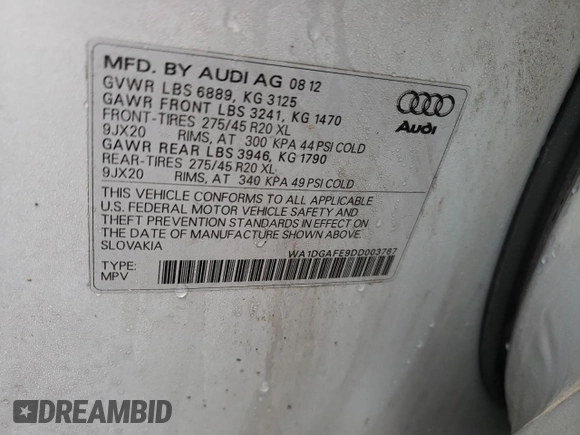 MFD. BY AUDI AG 08 12
GVWR LBS 6889, KG 3125
GAWR FRONT LBS 3241, KG 1470
FRONT-TIRES 275/45 R20 XL
9JX20 RIMS, AT 300 KPA 44 PSI COLD
GAWR REAR LBS 3946, KG 1790
REAR-TIRES 275/45 R20 XL
9JX20 RIMS, AT 340 KPA 49 PSI COLD
Audi
THIS VEHICLE CONFORMS TO ALL APPLICABLE
U.S. FEDERAL MOTOR VEHICLE SAFETY AND
THEFT PREVENTION STANDARDS IN EFFECT ON
THE DATE OF MANUFACTURE SHOWN ABOVE
SLOVAKIA
WA1DGAFE9DD003767
TYPE:
MPV
DREAMBID